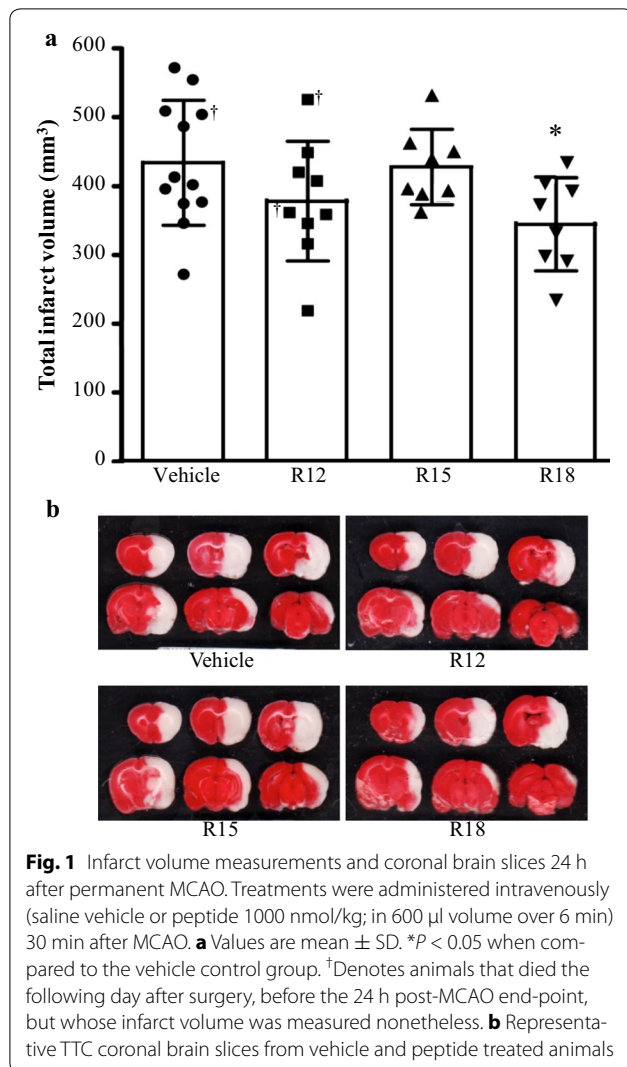 a
600
500
400
300
200
100
0
Total infarct volume (mm³)
†
†
†
*
Vehicle R12 R15 R18
b
Vehicle R12
R15 R18
Fig. 1 Infarct volume measurements and coronal brain slices 24 h
after permanent MCAO. Treatments were administered intravenously
(saline vehicle or peptide 1000 nmol/kg; in 600 µl volume over 6 min)
30 min after MCAO. a Values are mean ± SD. *P < 0.05 when com-
pared to the vehicle control group. †Denotes animals that died the
following day after surgery, before the 24 h post-MCAO end-point,
but whose infarct volume was measured nonetheless. b Representa-
tive TTC coronal brain slices from vehicle and peptide treated animals